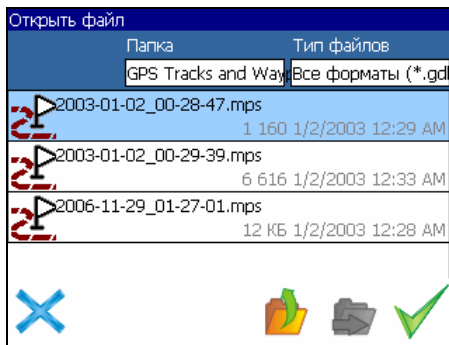 Открыть файл
Папка Тип файлов
GPS Tracks and Way Все форматы (*.gd
2003-01-02_00-28-47.mps
1 160 1/2/2003 12:29 AM
2003-01-02_00-29-39.mps
6 616 1/2/2003 12:33 AM
2006-11-29_01-27-01.mps
12 КБ 1/2/2003 12:28 AM